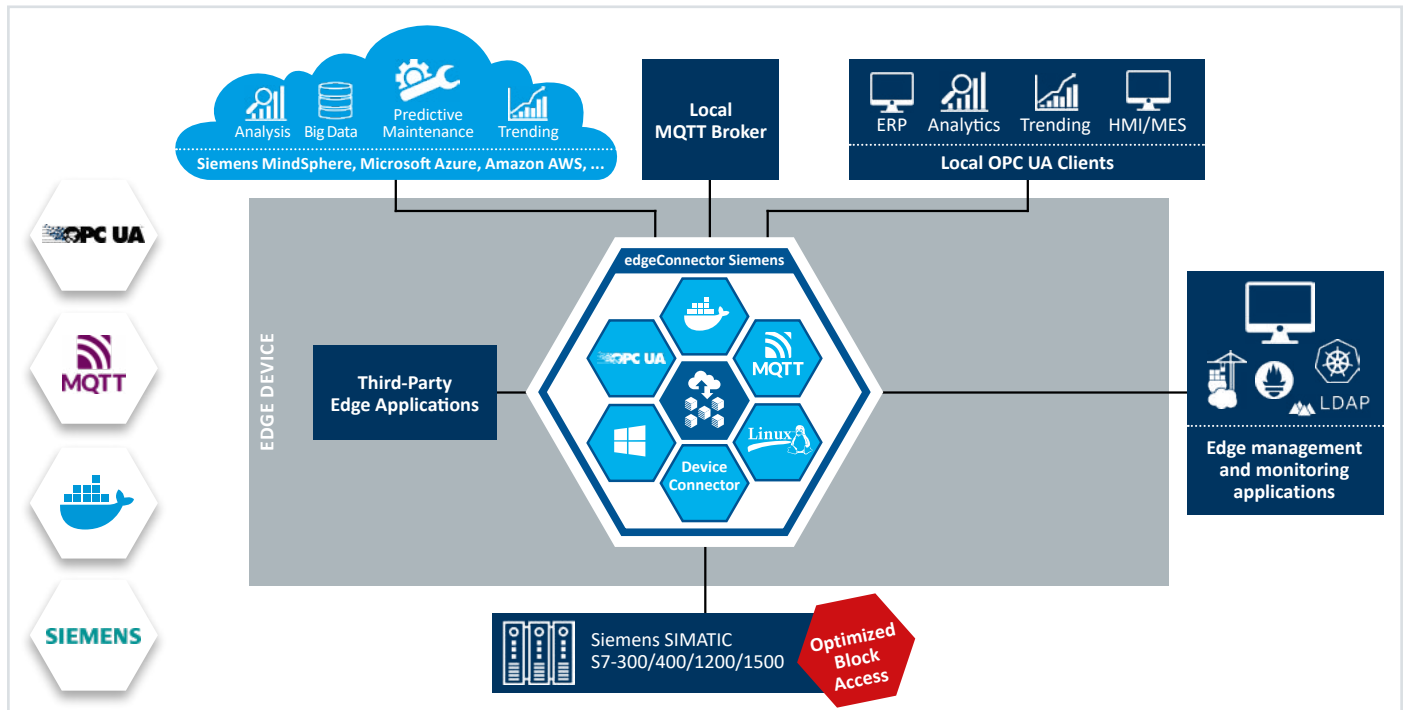 Analysis
Big Data
Predictive
Maintenance
Trending
Siemens MindSphere, Microsoft Azure, Amazon AWS, ...
Local
MQTT Broker
ERP
Analytics
Trending
HMI/MES
Local OPC UA Clients
OPC UA
MQTT
SIEMENS
EDGE DEVICE
Third-Party
Edge Applications
edgeConnector Siemens
OPC UA
MQTT
Linux
Device
Connector
LDAP
Edge management
and monitoring
applications
Siemens SIMATIC
S7-300/400/1200/1500
Optimized
Block
Access